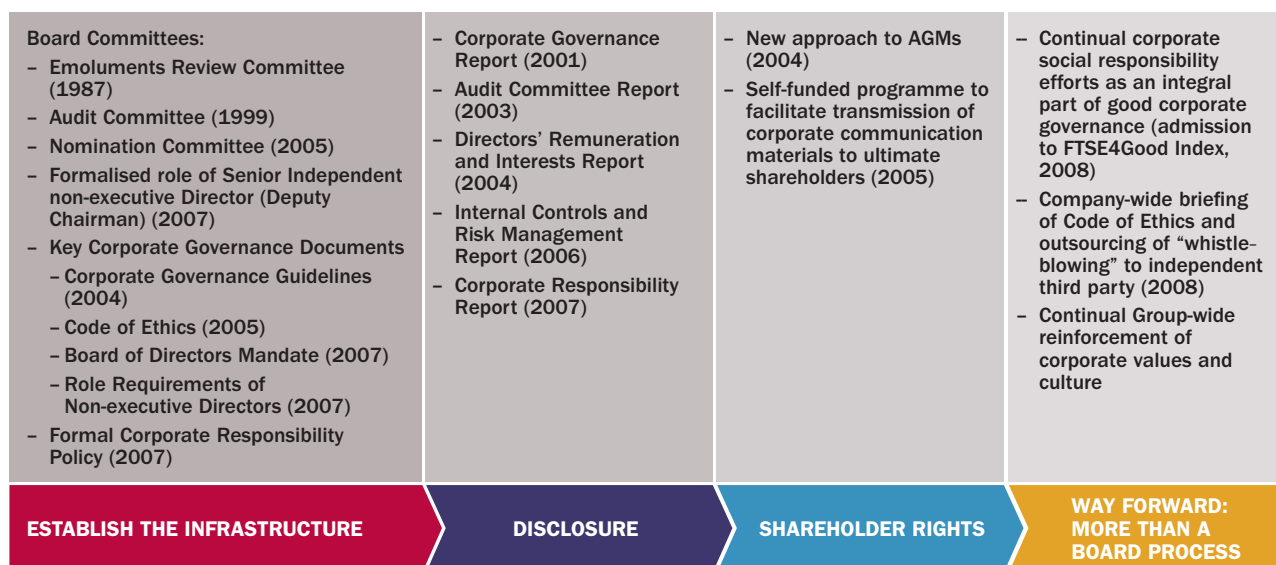 Board Committees:
– Emoluments Review Committee
(1987)
– Audit Committee (1999)
– Nomination Committee (2005)
– Formalised role of Senior Independent
non-executive Director (Deputy
Chairman) (2007)
– Key Corporate Governance Documents
– Corporate Governance Guidelines
(2004)
– Code of Ethics (2005)
– Board of Directors Mandate (2007)
– Role Requirements of
Non-executive Directors (2007)
– Formal Corporate Responsibility
Policy (2007)
– Corporate Governance
Report (2001)
– Audit Committee Report
(2003)
– Directors’ Remuneration
and Interests Report
(2004)
– Internal Controls and
Risk Management
Report (2006)
– Corporate Responsibility
Report (2007)
– New approach to AGMs
(2004)
– Self-funded programme to
facilitate transmission of
corporate communication
materials to ultimate
shareholders (2005)
– Continual corporate
social responsibility
efforts as an integral
part of good corporate
governance (admission
to FTSE4Good Index,
2008)
– Company-wide briefing
of Code of Ethics and
outsourcing of “whistle-
blowing” to independent
third party (2008)
– Continual Group-wide
reinforcement of
corporate values and
culture
ESTABLISH THE INFRASTRUCTURE
DISCLOSURE
SHAREHOLDER RIGHTS
WAY FORWARD:
MORE THAN A
BOARD PROCESS